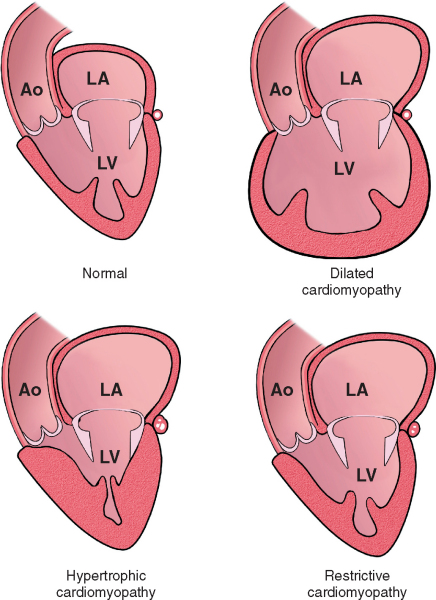 Ao
LA
LV
Normal
Ao
LA
LV
Dilated
cardiomyopathy
Ao
LA
LV
Hypertrophic
cardiomyopathy
Ao
LA
LV
Restrictive
cardiomyopathy